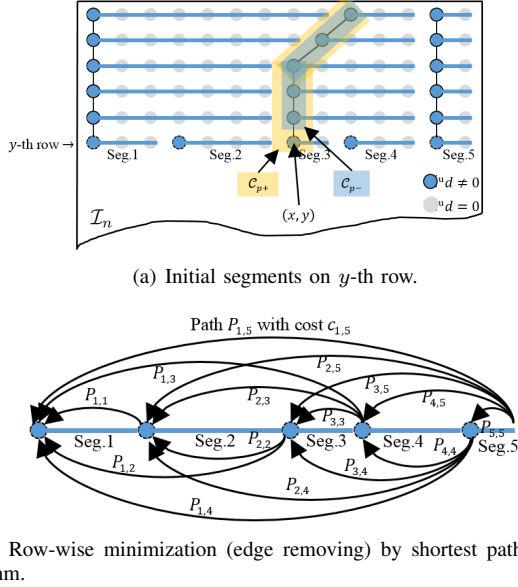 y-th row →
Seg.1 Seg.2 Seg.3 Seg.4 Seg.5
𝒞ₚ₊ 𝒞ₚ₋
(x, y)
ᵘd ≠ 0
ᵘd = 0
ℐₙ
(a) Initial segments on y-th row.
Path P₁,₅ with cost c₁,₅
P₁,₃ P₂,₅
P₁,₁ P₂,₃ P₃,₅ P₄,₅
P₃,₃ P₅,₅
Seg.1 Seg.2 P₂,₂ Seg.3 Seg.4 P₄,₄ Seg.5
P₁,₂ P₃,₄
P₂,₄
P₁,₄
Row-wise minimization (edge removing) by shortest path